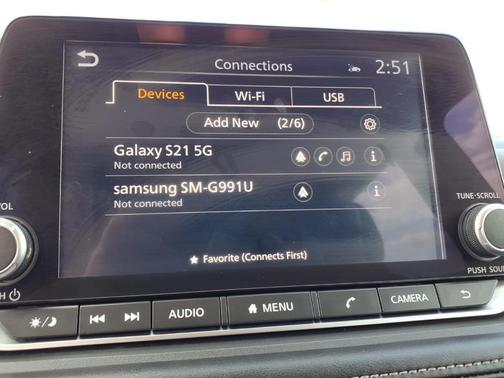 Connections
2:51
Devices
Wi-Fi
USB
Add New (2/6)
Galaxy S21 5G
Not connected
samsung SM-G991U
Not connected
★ Favorite (Connects First)
VOL
TUNE·SCROLL
PUSH SOU
AUDIO
MENU
CAMERA